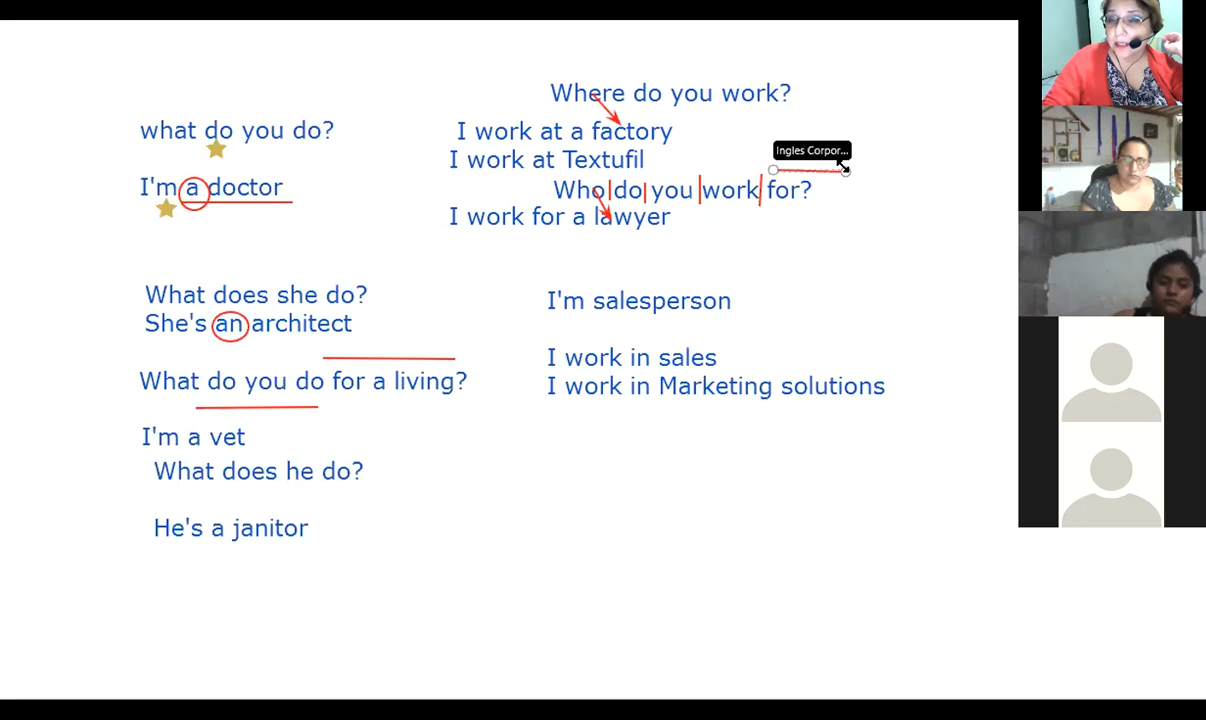 what do you do?
I'm a doctor
Where do you work?
I work at a factory
I work at Textufil
Ingles Corpor...
Who do you work for?
I work for a lawyer
What does she do?
She's an architect
What do you do for a living?
I'm a vet
What does he do?
He's a janitor
I'm salesperson
I work in sales
I work in Marketing solutions